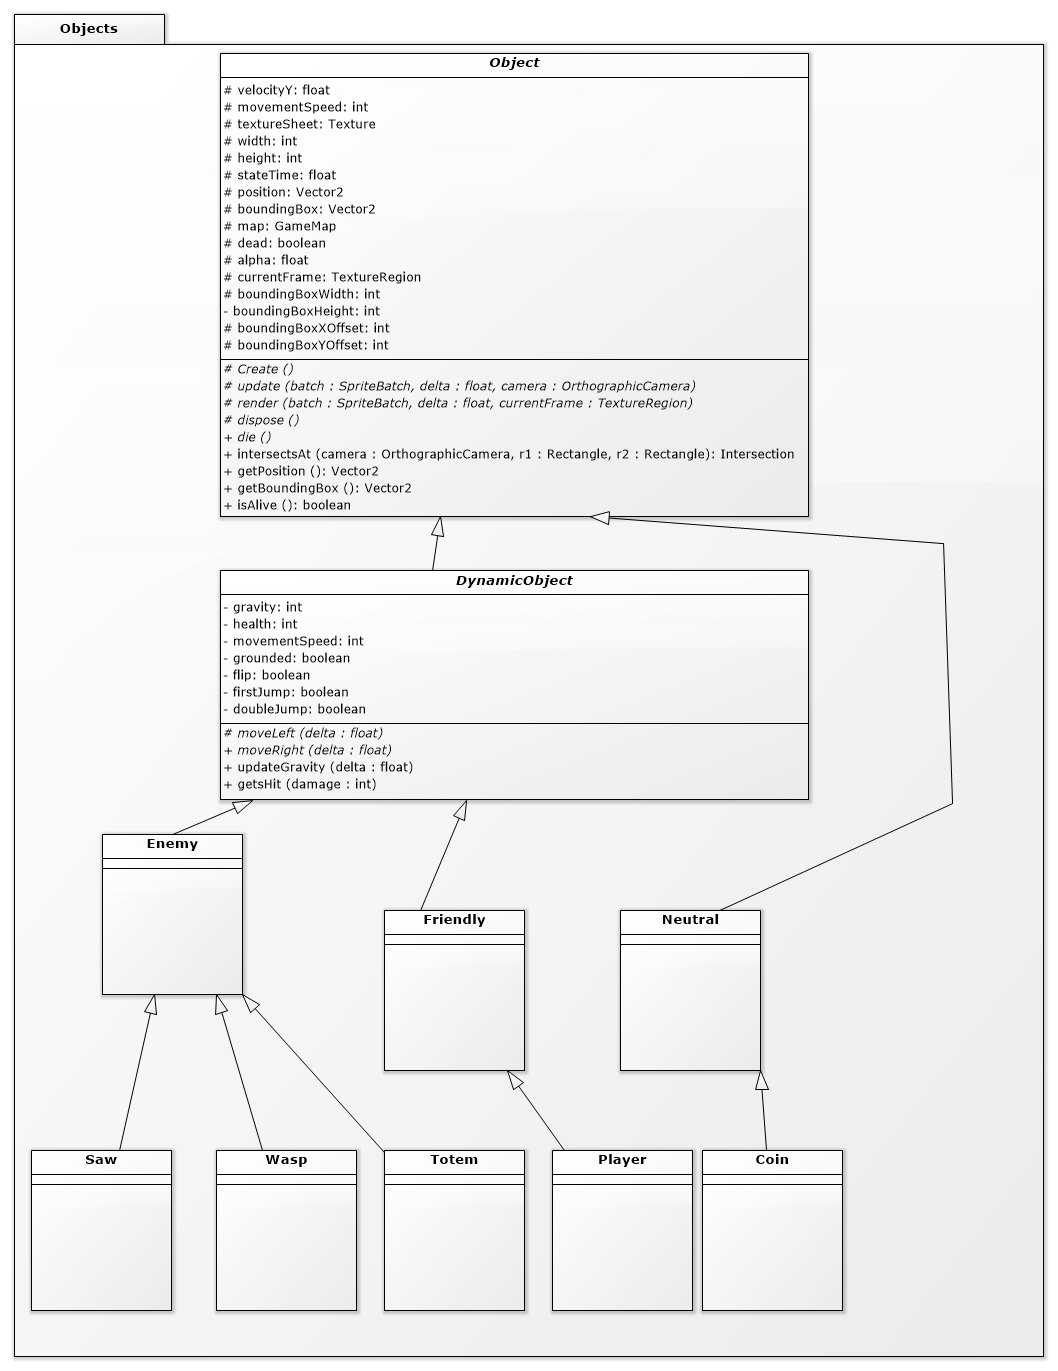 Objects
Object
# velocityY: float
# movementSpeed: int
# textureSheet: Texture
# width: int
# height: int
# stateTime: float
# position: Vector2
# boundingBox: Vector2
# map: GameMap
# dead: boolean
# alpha: float
# currentFrame: TextureRegion
# boundingBoxWidth: int
- boundingBoxHeight: int
# boundingBoxXOffset: int
# boundingBoxYOffset: int
# Create ()
# update (batch : SpriteBatch, delta : float, camera : OrthographicCamera)
# render (batch : SpriteBatch, delta : float, currentFrame : TextureRegion)
# dispose ()
+ die ()
+ intersectsAt (camera : OrthographicCamera, r1 : Rectangle, r2 : Rectangle): Intersection
+ getPosition (): Vector2
+ getBoundingBox (): Vector2
+ isAlive (): boolean
DynamicObject
- gravity: int
- health: int
- movementSpeed: int
- grounded: boolean
- flip: boolean
- firstJump: boolean
- doubleJump: boolean
# moveLeft (delta : float)
+ moveRight (delta : float)
+ updateGravity (delta : float)
+ getsHit (damage : int)
Enemy
Friendly
Neutral
Saw
Wasp
Totem
Player
Coin